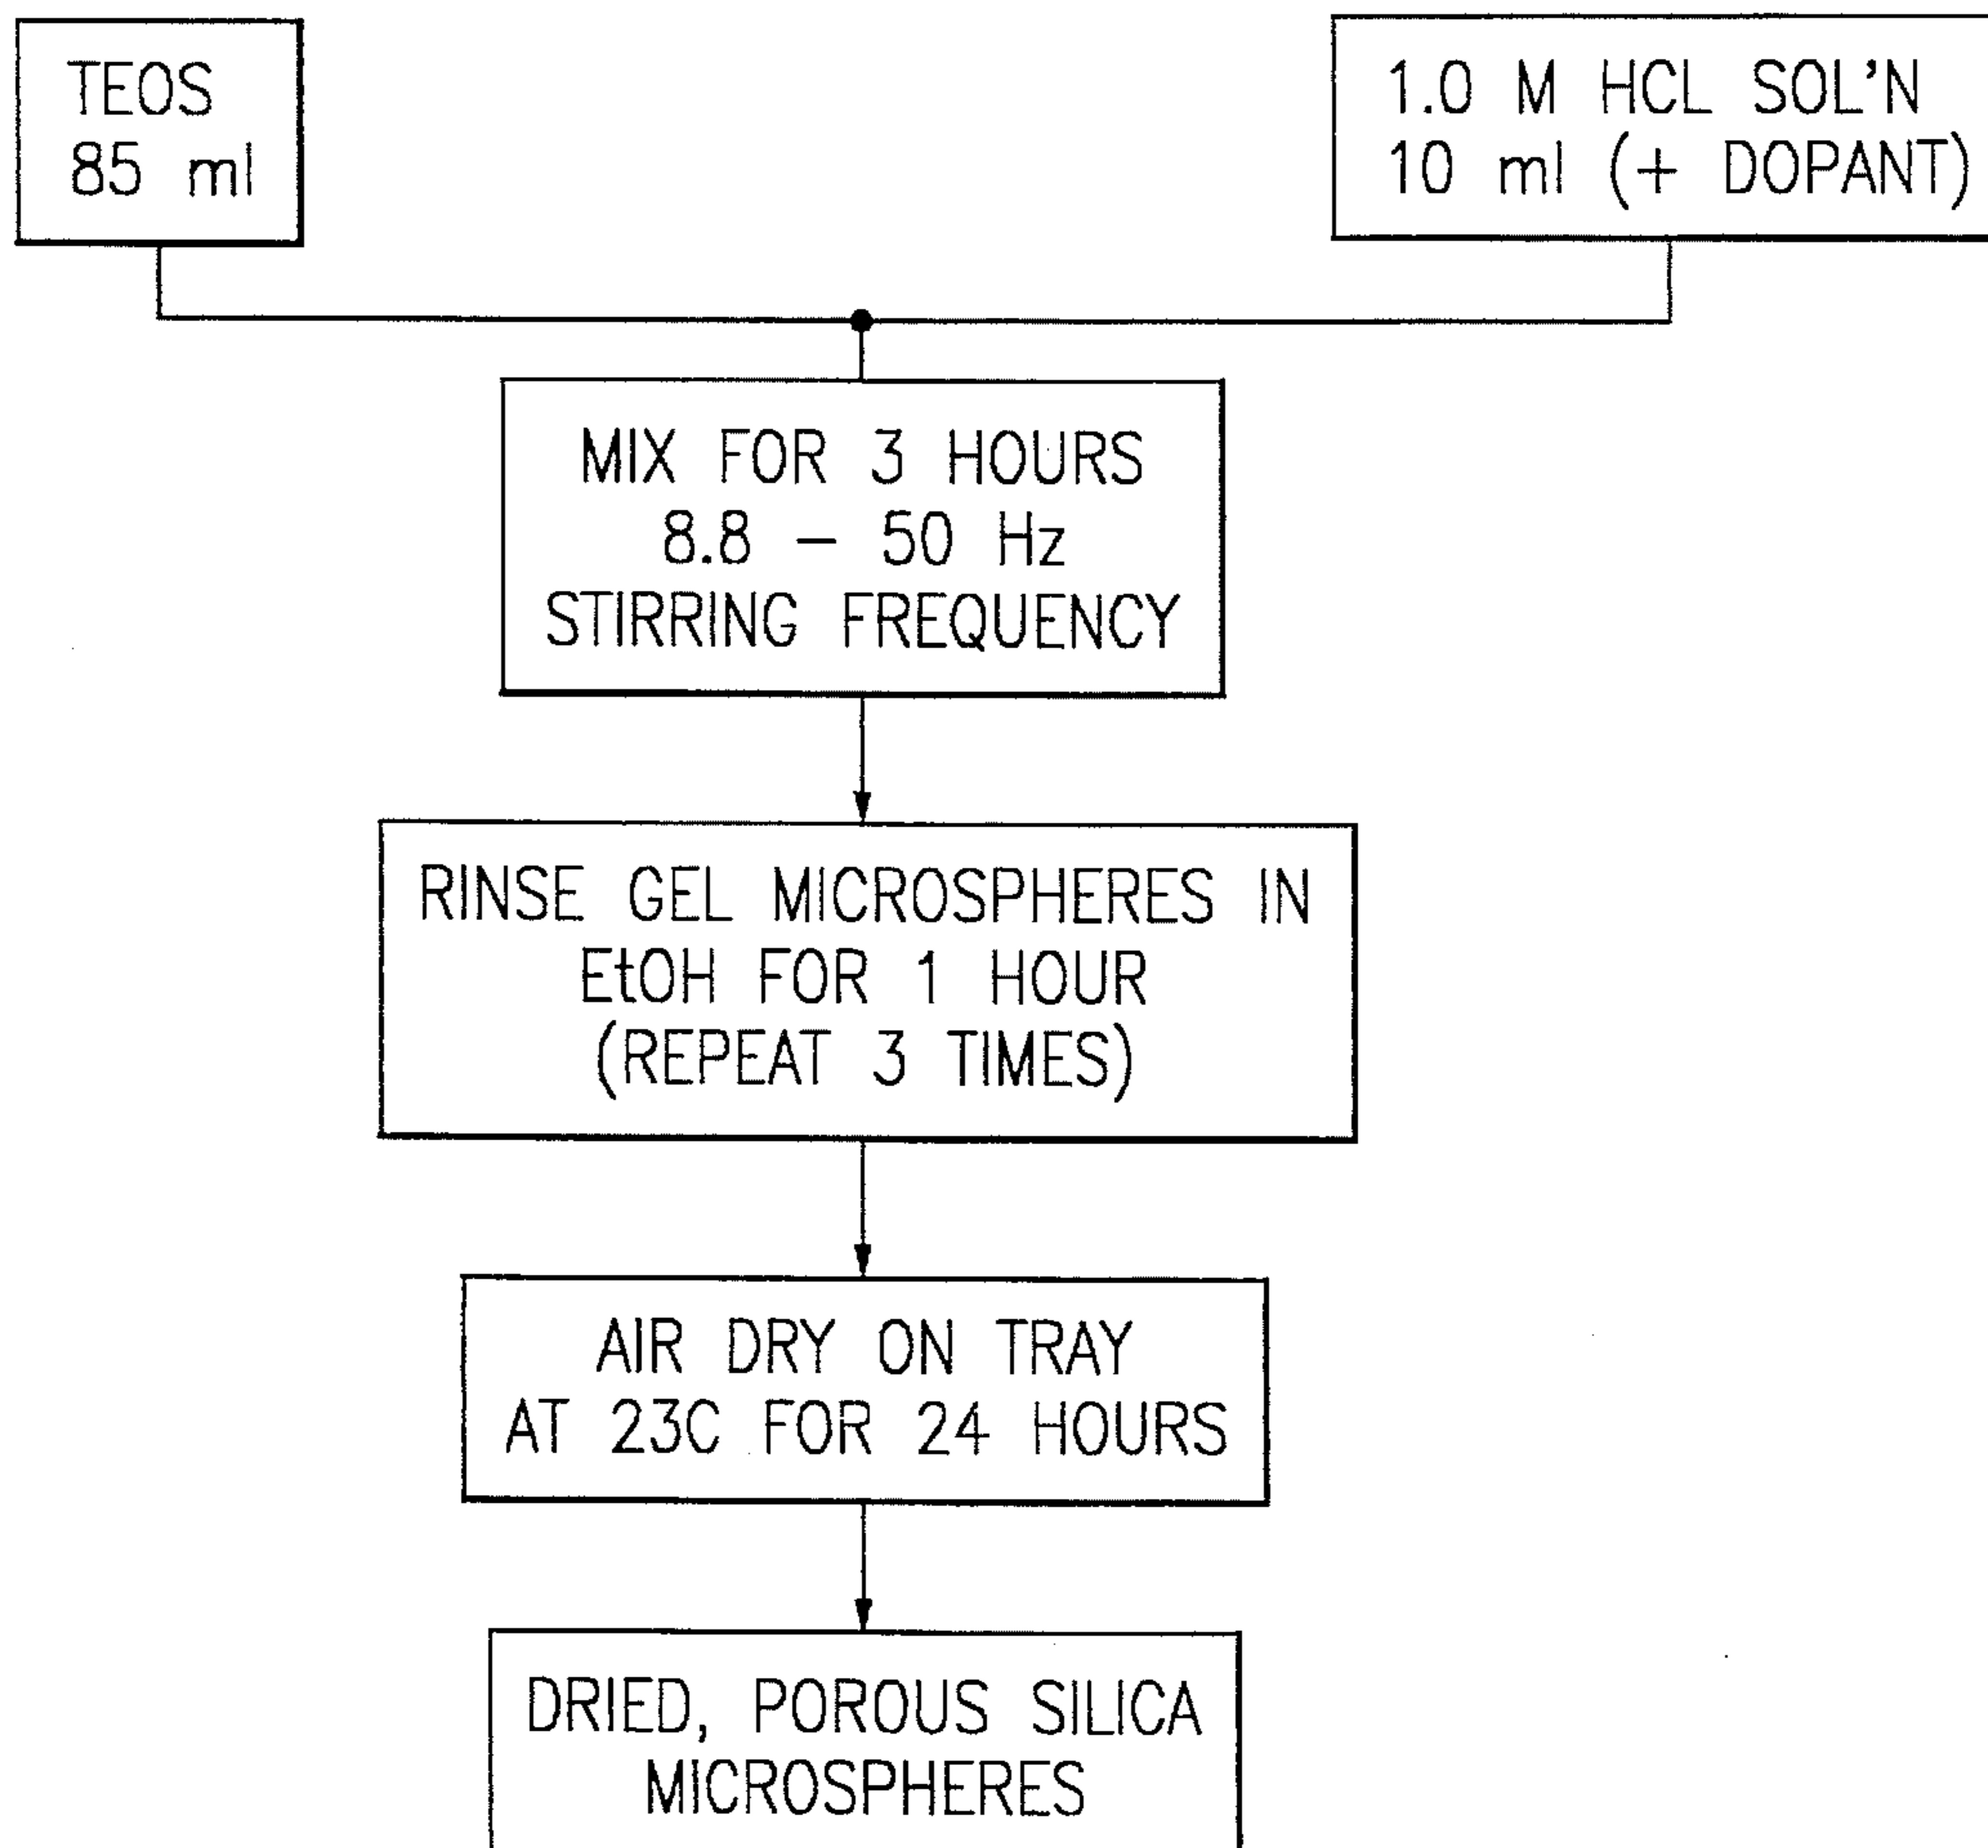 TEOS
85 ml
1.0 M HCL SOL'N
10 ml (+ DOPANT)
MIX FOR 3 HOURS
8.8 – 50 Hz
STIRRING FREQUENCY
RINSE GEL MICROSPHERES IN
EtOH FOR 1 HOUR
(REPEAT 3 TIMES)
AIR DRY ON TRAY
AT 23C FOR 24 HOURS
DRIED, POROUS SILICA
MICROSPHERES